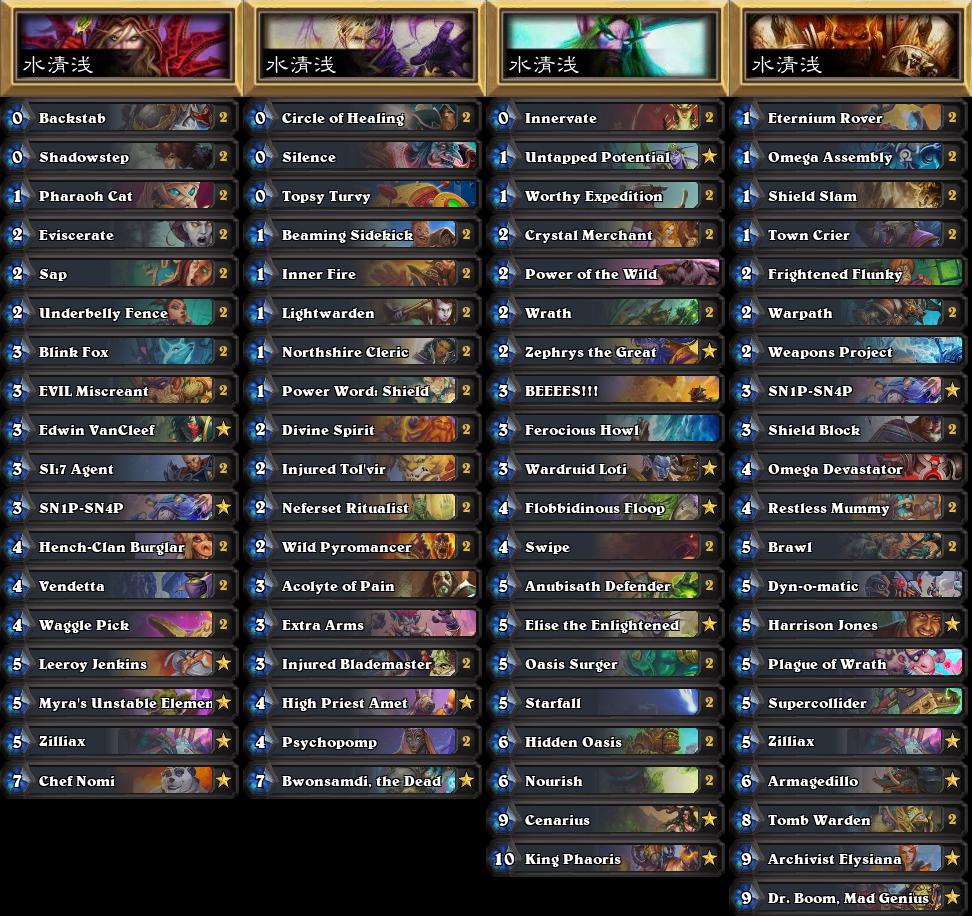 水清浅
0 Backstab 2
0 Shadowstep 2
1 Pharaoh Cat 2
2 Eviscerate 2
2 Sap 2
2 Underbelly Fence 2
3 Blink Fox 2
3 EVIL Miscreant 2
3 Edwin VanCleef
3 SI:7 Agent 2
3 SN1P-SN4P
4 Hench-Clan Burglar 2
4 Vendetta 2
4 Waggle Pick 2
5 Leeroy Jenkins
5 Myra's Unstable Elemen
5 Zilliax
7 Chef Nomi
水清浅
0 Circle of Healing 2
0 Silence
0 Topsy Turvy
1 Beaming Sidekick 2
1 Inner Fire 2
1 Lightwarden 2
1 Northshire Cleric 2
1 Power Word: Shield 2
2 Divine Spirit 2
2 Injured Tol'vir 2
2 Neferset Ritualist 2
2 Wild Pyromancer 2
3 Acolyte of Pain
3 Extra Arms
3 Injured Blademaster 2
4 High Priest Amet
4 Psychopomp 2
7 Bwonsamdi, the Dead
水清浅
0 Innervate 2
1 Untapped Potential
1 Worthy Expedition 2
2 Crystal Merchant 2
2 Power of the Wild
2 Wrath 2
2 Zephrys the Great
3 BEEEES!!!
3 Ferocious Howl
3 Wardruid Loti
4 Flobbidinous Floop
4 Swipe 2
5 Anubisath Defender 2
5 Elise the Enlightened
5 Oasis Surger 2
5 Starfall 2
6 Hidden Oasis 2
6 Nourish 2
9 Cenarius
10 King Phaoris
水清浅
1 Eternium Rover 2
1 Omega Assembly 2
1 Shield Slam 2
1 Town Crier 2
2 Frightened Flunky
2 Warpath 2
2 Weapons Project
3 SN1P-SN4P
3 Shield Block 2
4 Omega Devastator
4 Restless Mummy 2
5 Brawl 2
5 Dyn-o-matic
5 Harrison Jones
5 Plague of Wrath
5 Supercollider
5 Zilliax
6 Armagedillo
8 Tomb Warden 2
9 Archivist Elysiana
9 Dr. Boom, Mad Genius